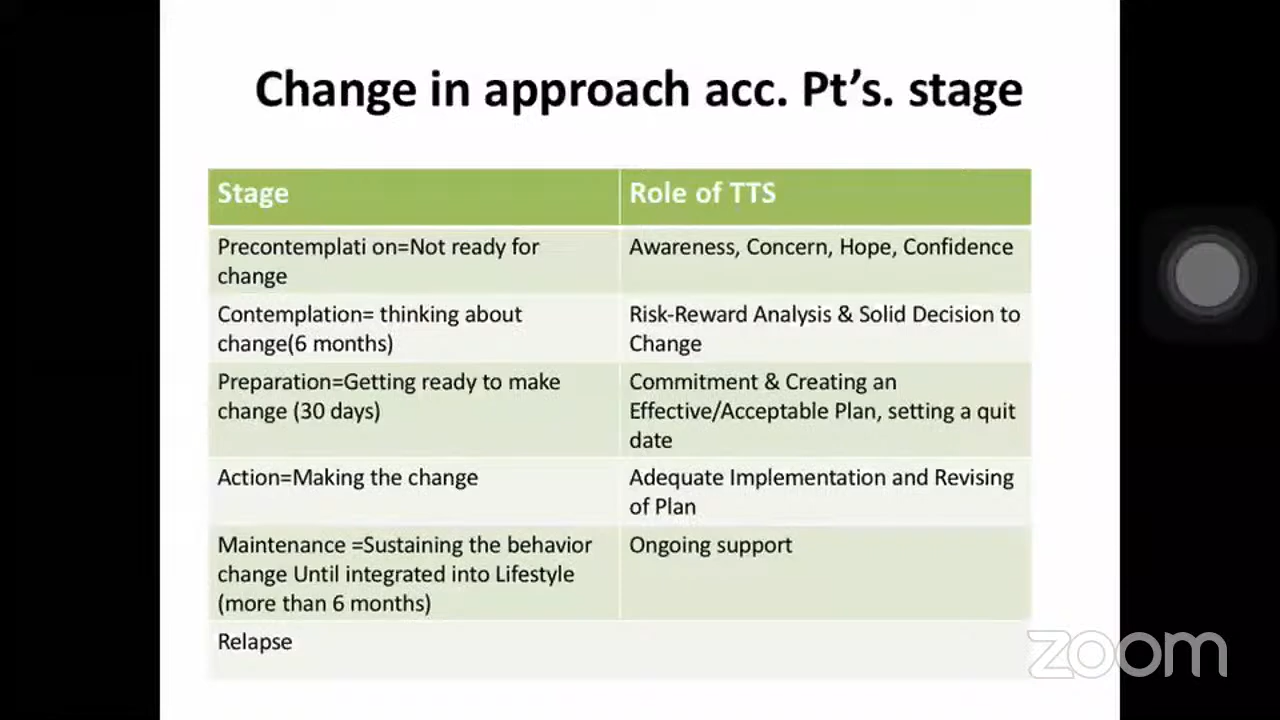 Change in approach acc. Pt's. stage
Stage
Role of TTS
Precontemplati on=Not ready for
change
Awareness, Concern, Hope, Confidence
Contemplation= thinking about
change(6 months)
Risk-Reward Analysis & Solid Decision to
Change
Preparation=Getting ready to make
change (30 days)
Commitment & Creating an
Effective/Acceptable Plan, setting a quit
date
Action=Making the change
Adequate Implementation and Revising
of Plan
Maintenance =Sustaining the behavior
change Until integrated into Lifestyle
(more than 6 months)
Ongoing support
Relapse
zoom